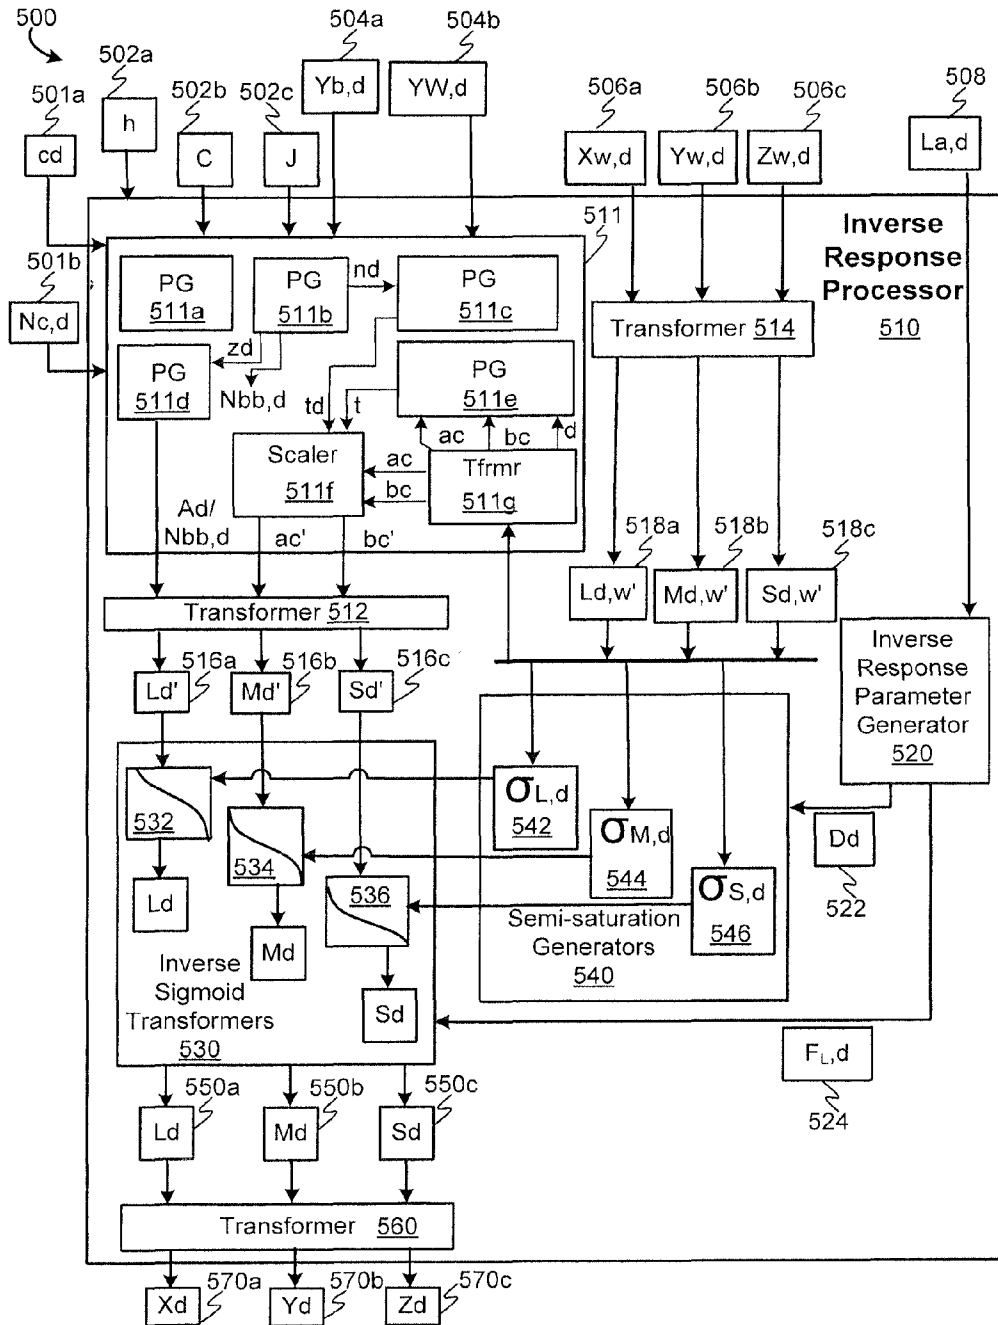 500
502a
504a
504b
501a
502b
502c
506a
506b
506c
508
cd
h
C
J
Yb,d
YW,d
Xw,d
Yw,d
Zw,d
La,d
511
Inverse
Response
Processor
510
501b
Nc,d
PG
511a
PG
511b
nd
PG
511c
Transformer 514
zd
PG
511d
Nbb,d
td
t
PG
511e
ac
bc
d
Scaler
511f
ac
bc
Tfrmr
511g
Ad/
Nbb,d
ac'
bc'
518a
518b
518c
Ld,w'
Md,w'
Sd,w'
Transformer 512
516a
516b
516c
Ld'
Md'
Sd'
Inverse
Response
Parameter
Generator
520
532
534
536
σL,d
542
σM,d
544
σS,d
546
Dd
522
Ld
Md
Sd
Semi-saturation
Generators
540
Inverse
Sigmoid
Transformers
530
FL,d
524
550a
550b
550c
Ld
Md
Sd
Transformer 560
570a
570b
570c
Xd
Yd
Zd